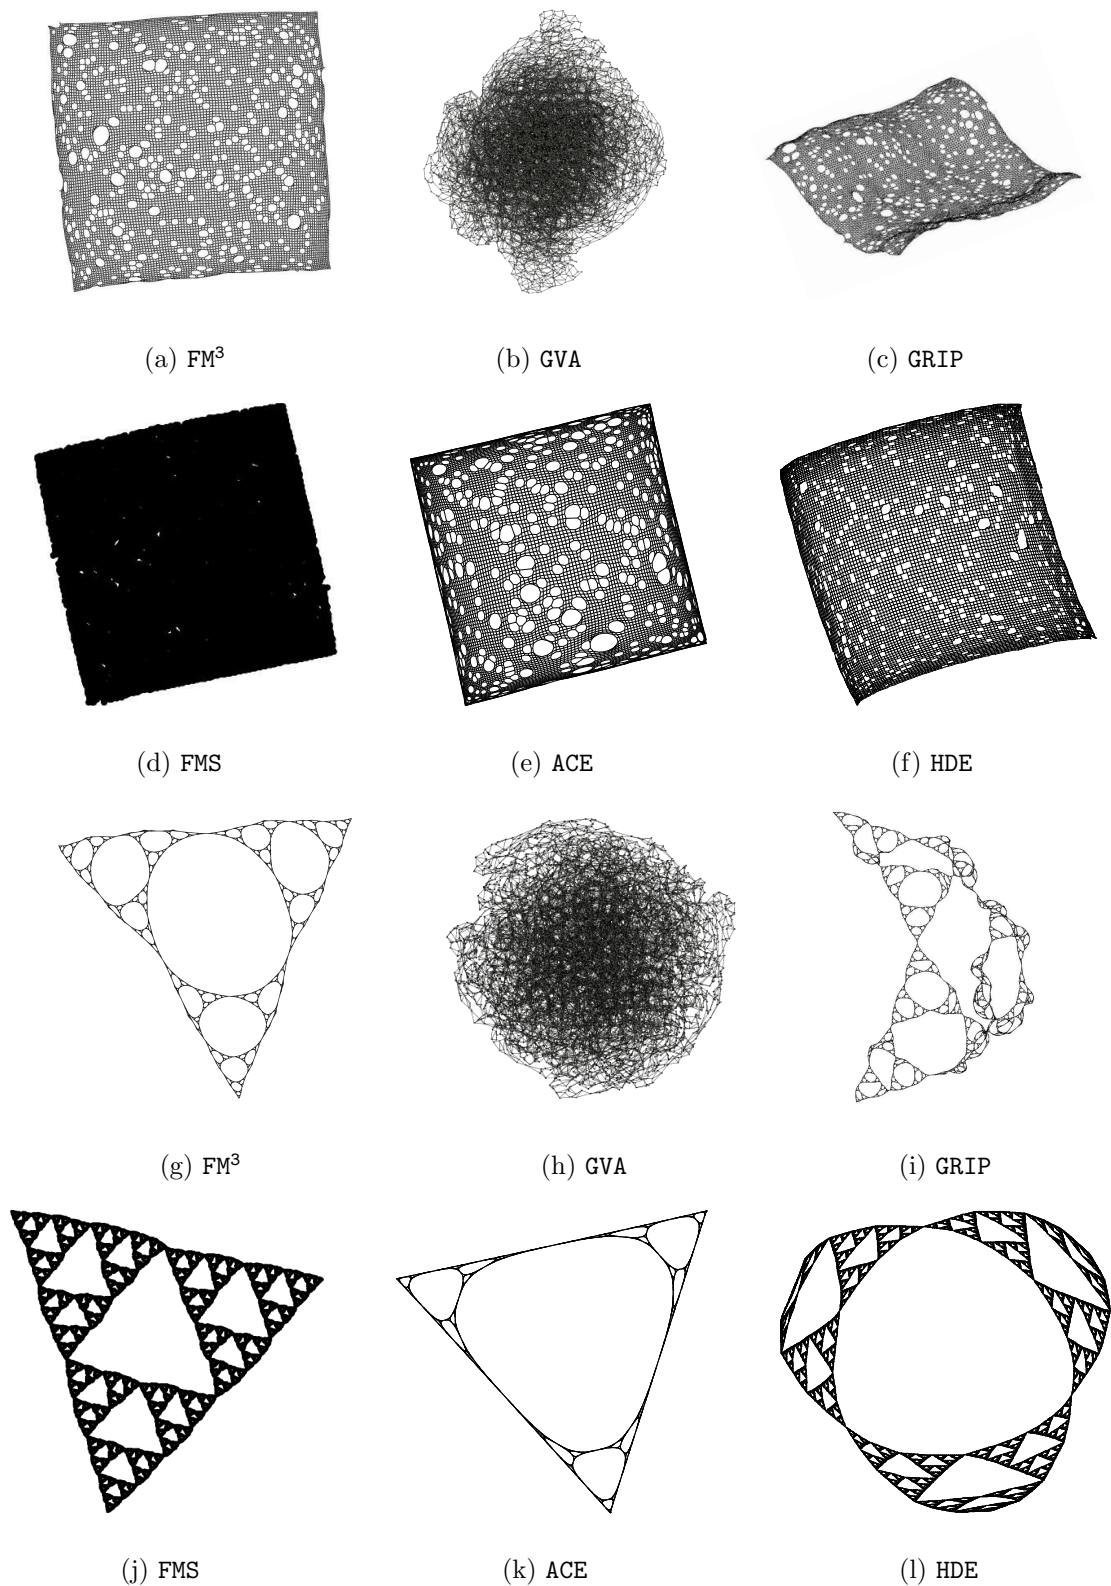 (a) FM³ (b) GVA (c) GRIP
(d) FMS (e) ACE (f) HDE
(g) FM³ (h) GVA (i) GRIP
(j) FMS (k) ACE (l) HDE